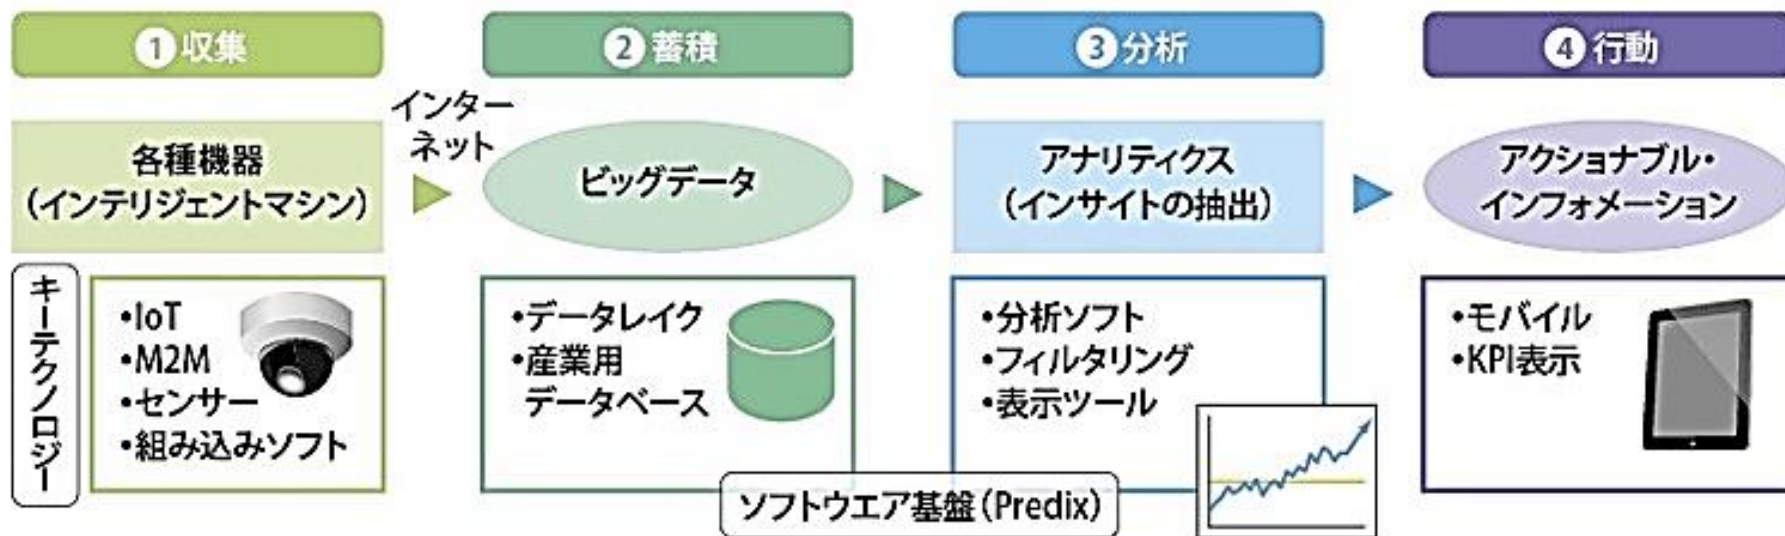 ①収集
②蓄積
③分析
④行動
各種機器
(インテリジェントマシン)
インター
ネット
ビッグデータ
アナリティクス
(インサイトの抽出)
アクショナブル・
インフォメーション
キーテクノロジー
•IoT
•M2M
•センサー
•組み込みソフト
•データレイク
•産業用
データベース
•分析ソフト
•フィルタリング
•表示ツール
•モバイル
•KPI表示
ソフトウエア基盤(Predix)